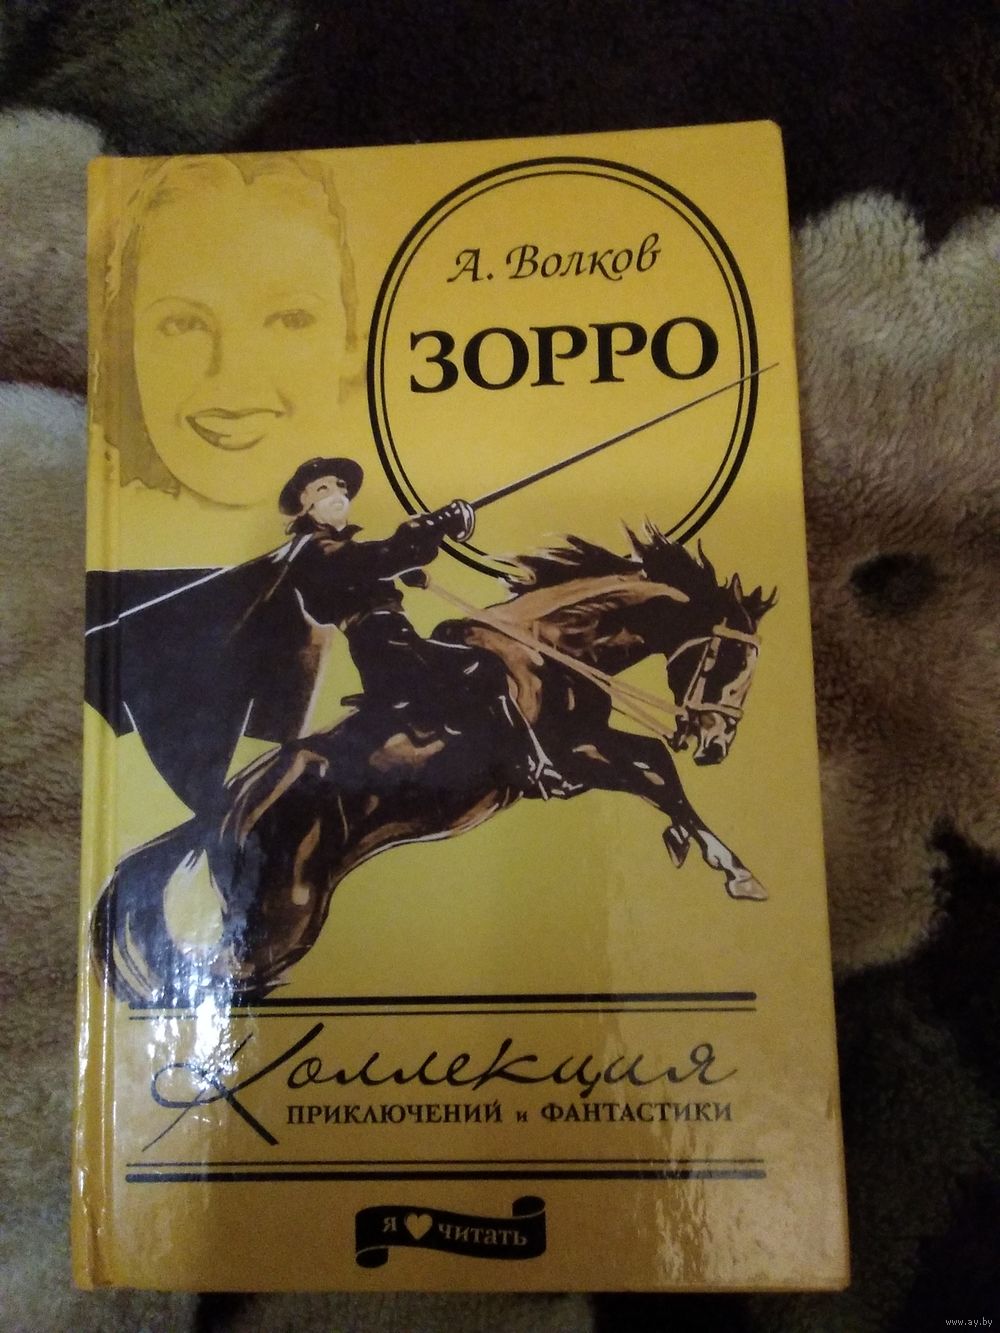 А. Волков
ЗОРРО
Коллекция
ПРИКЛЮЧЕНИЙ и ФАНТАСТИКИ
я ♥ читать
www.ay.by